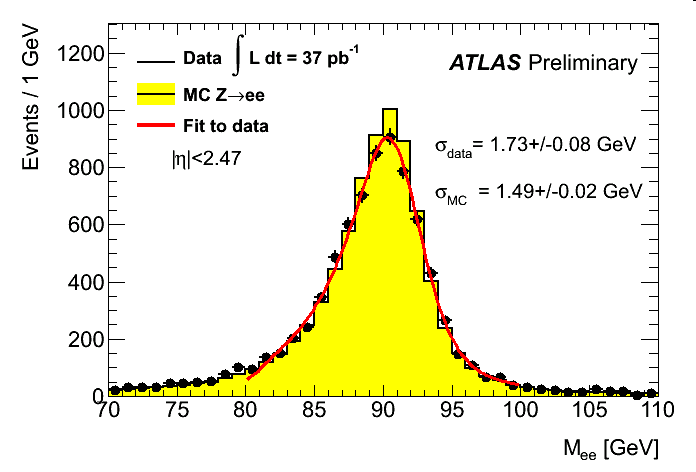 Events / 1 GeV
1200
1000
800
600
400
200
0
Data ∫ L dt = 37 pb⁻¹
MC Z→ee
Fit to data
|η|<2.47
ATLAS Preliminary
σdata= 1.73+/-0.08 GeV
σMC = 1.49+/-0.02 GeV
70 75 80 85 90 95 100 105 110
Mee [GeV]